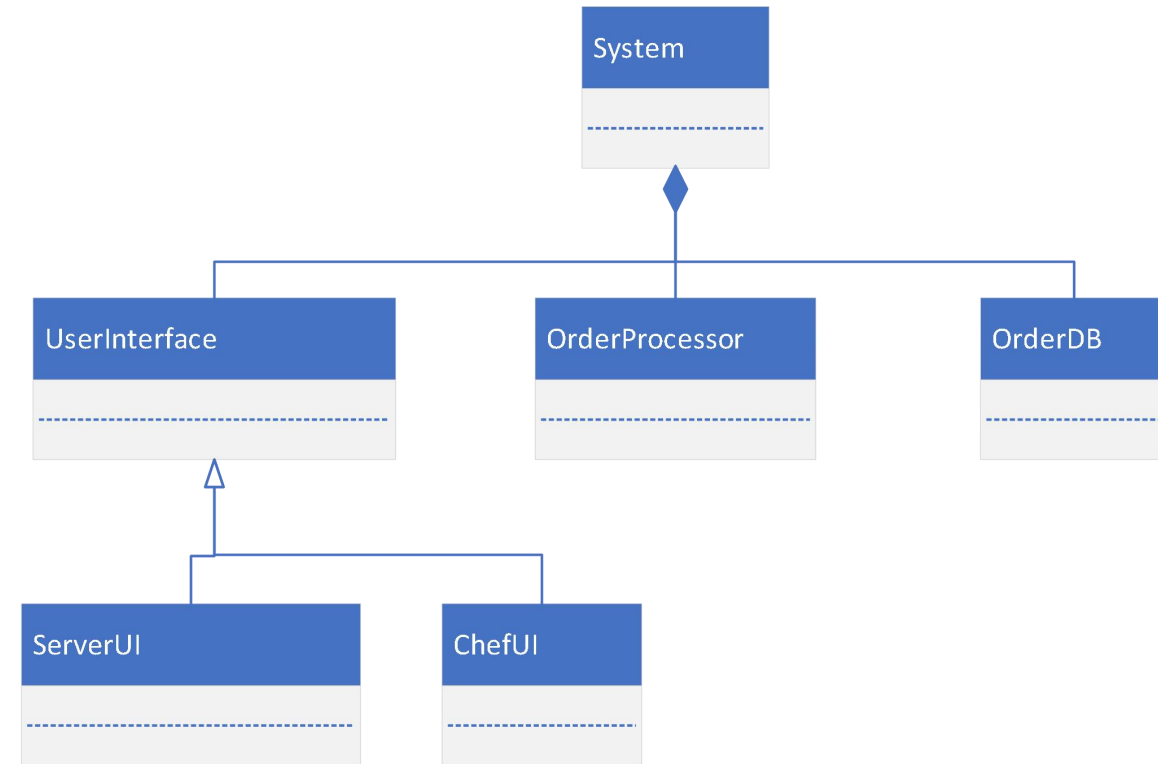 System
UserInterface
OrderProcessor
OrderDB
ServerUI
ChefUI